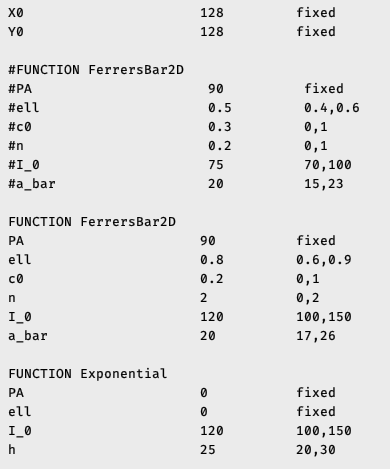 X0 128 fixed
Y0 128 fixed
#FUNCTION FerrersBar2D
#PA 90 fixed
#ell 0.5 0.4,0.6
#c0 0.3 0,1
#n 0.2 0,1
#I_0 75 70,100
#a_bar 20 15,23
FUNCTION FerrersBar2D
PA 90 fixed
ell 0.8 0.6,0.9
c0 0.2 0,1
n 2 0,2
I_0 120 100,150
a_bar 20 17,26
FUNCTION Exponential
PA 0 fixed
ell 0 fixed
I_0 120 100,150
h 25 20,30